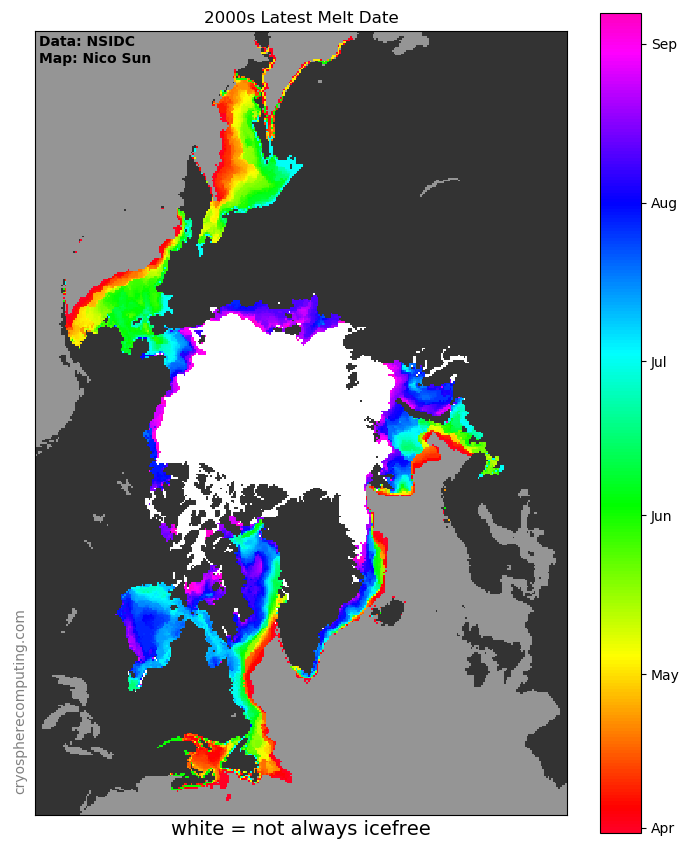 2000s Latest Melt Date
Data: NSIDC
Map: Nico Sun
Sep
Aug
Jul
Jun
May
Apr
cryospherecomputing.com
white = not always icefree